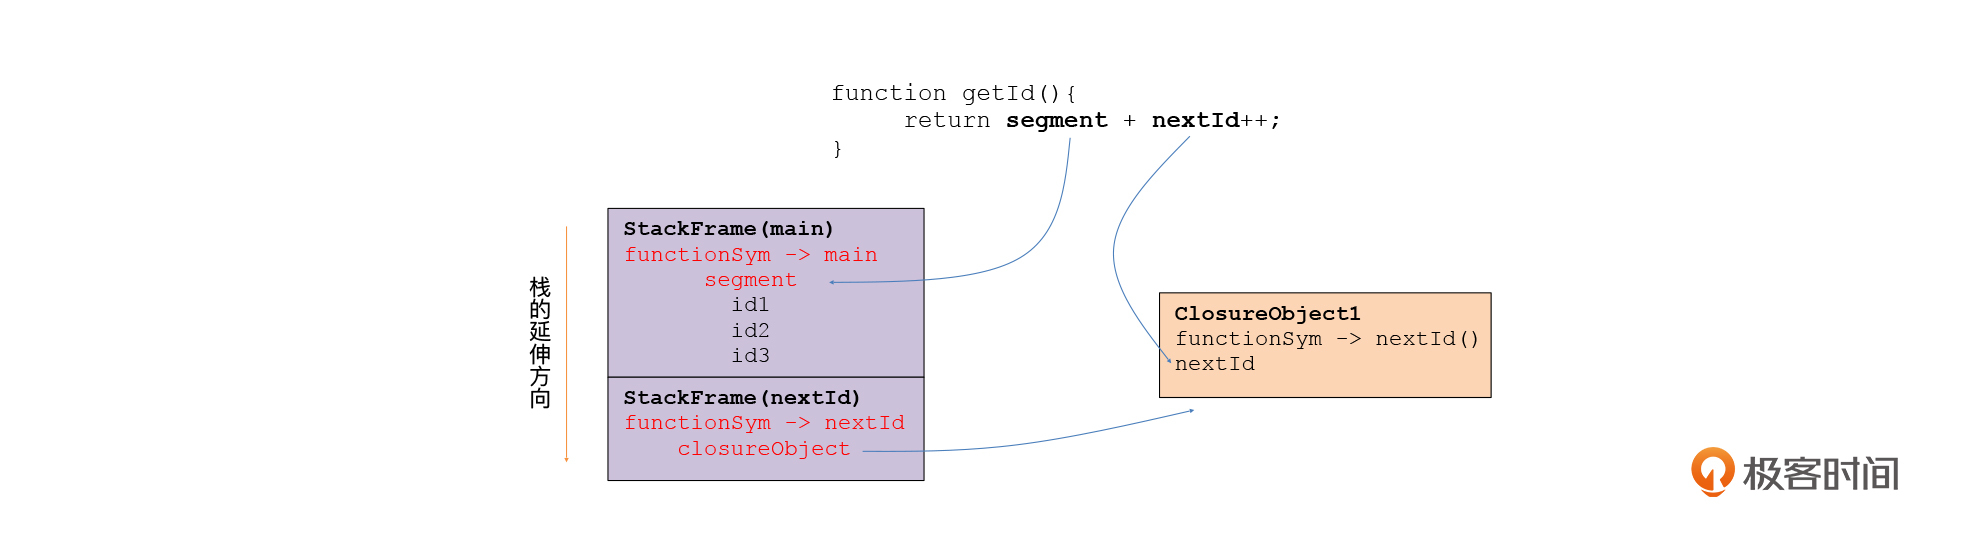 function getId(){
return segment + nextId++;
}
栈的延伸方向
StackFrame(main)
functionSym -> main
segment
id1
id2
id3
StackFrame(nextId)
functionSym -> nextId
closureObject
ClosureObject1
functionSym -> nextId()
nextId
极客时间